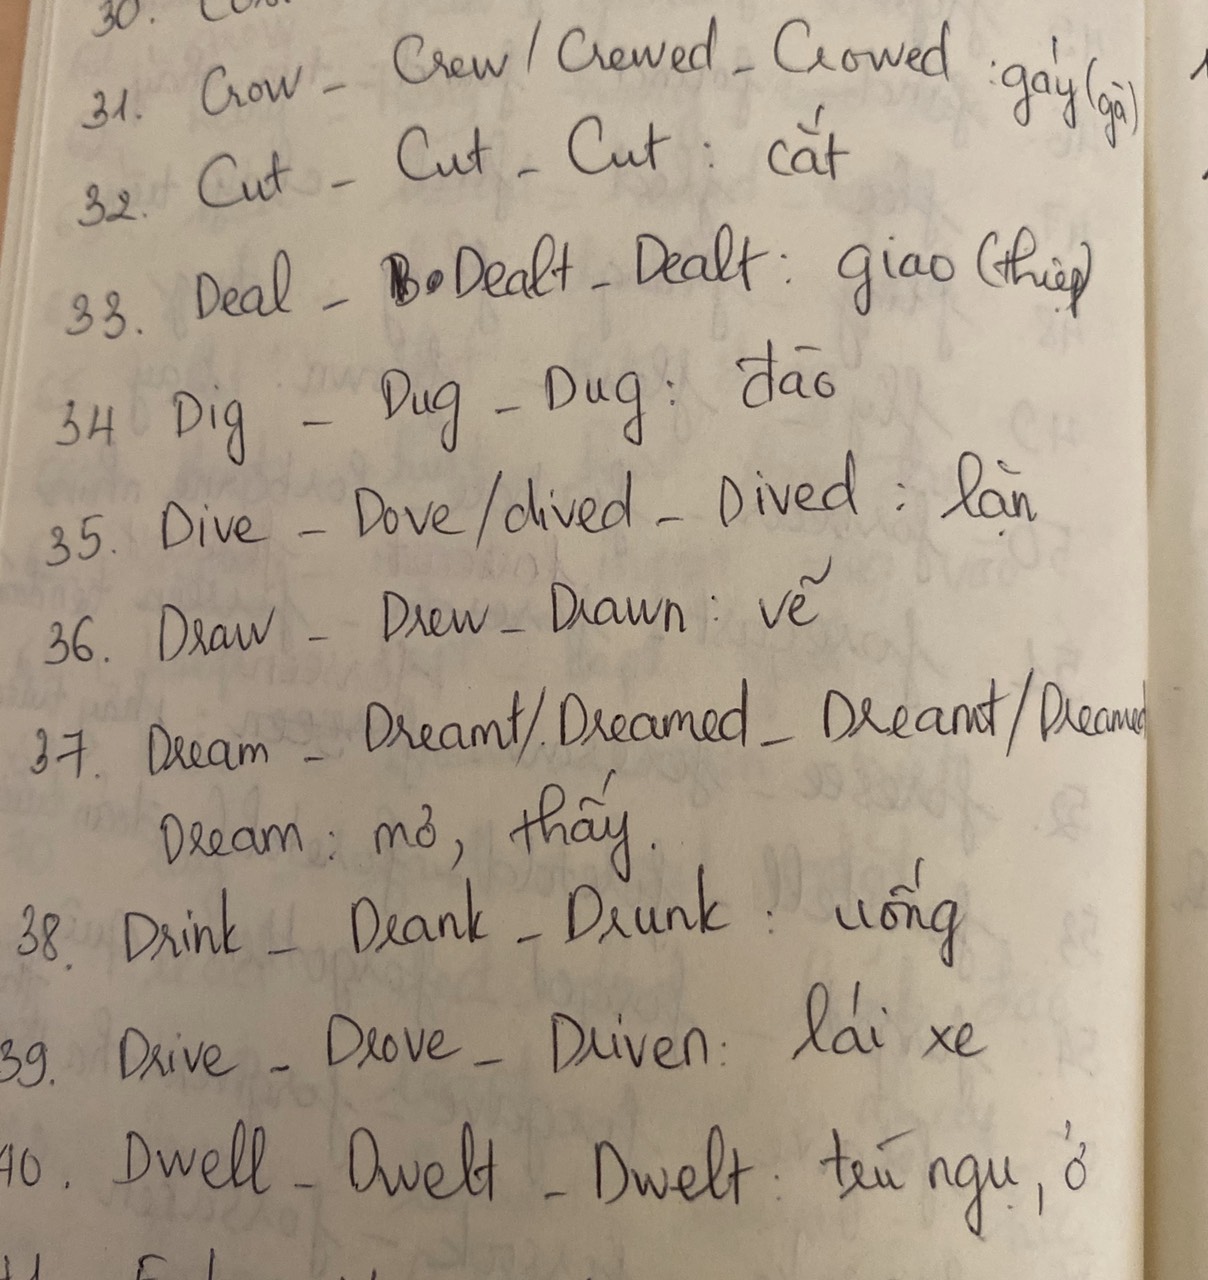 30.
31. Crow - Crew/Crewed - Crowed : gáy (gà)
32. Cut - Cut - Cut : cắt
33. Deal - Dealt - Dealt : giao (thiệp)
34 Dig - Dug - Dug : đào
35. Dive - Dove/dived - Dived : lặn
36. Draw - Drew - Drawn : vẽ
37. Dream - Dreamt/Dreamed - Dreamt/Dreamed
Dream : mơ, thấy.
38. Drink - Drank - Drunk : uống
39. Drive - Drove - Driven : lái xe
40. Dwell - Dwelt - Dwelt : trú ngụ, ở